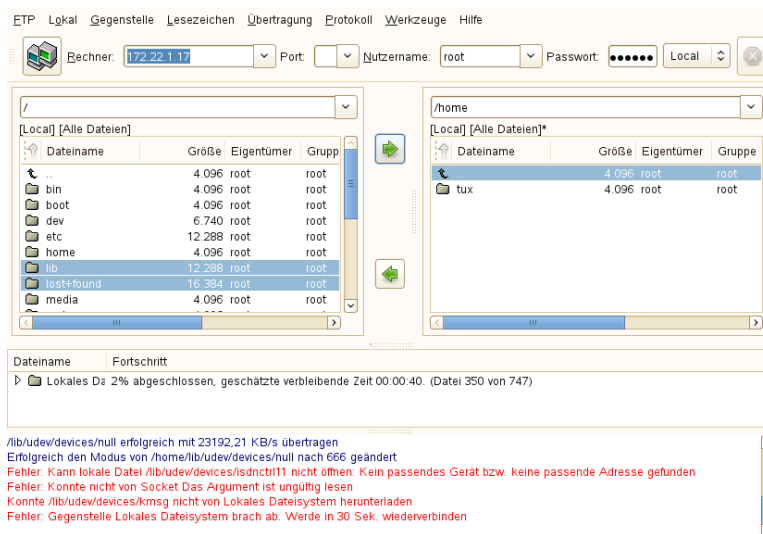 FTP Lokal Gegenstelle Lesezeichen Übertragung Protokoll Werkzeuge Hilfe
Rechner: 172.22.1.17 Port: Nutzername: root Passwort: ●●●●●● Local
/
[Local] [Alle Dateien]
Dateiname Größe Eigentümer Grupp
.. 4.096 root root
bin 4.096 root root
boot 4.096 root root
dev 6.740 root root
etc 12.288 root root
home 4.096 root root
lib 12.288 root root
lost+found 16.384 root root
media 4.096 root root
/home
[Local] [Alle Dateien]*
Dateiname Größe Eigentümer Gruppe
.. 4.096 root root
tux 4.096 root root
Dateiname Fortschritt
Lokales Da 2% abgeschlossen, geschätzte verbleibende Zeit 00:00:40. (Datei 350 von 747)
/lib/udev/devices/null erfolgreich mit 23192,21 KB/s übertragen
Erfolgreich den Modus von /home/lib/udev/devices/null nach 666 geändert
Fehler: Kann lokale Datei /lib/udev/devices/isdnctrl11 nicht öffnen: Kein passendes Gerät bzw. keine passende Adresse gefunden
Fehler: Konnte nicht von Socket Das Argument ist ungültig lesen
Konnte /lib/udev/devices/kmsg nicht von Lokales Dateisystem herunterladen
Fehler: Gegenstelle Lokales Dateisystem brach ab. Werde in 30 Sek. wiederverbinden